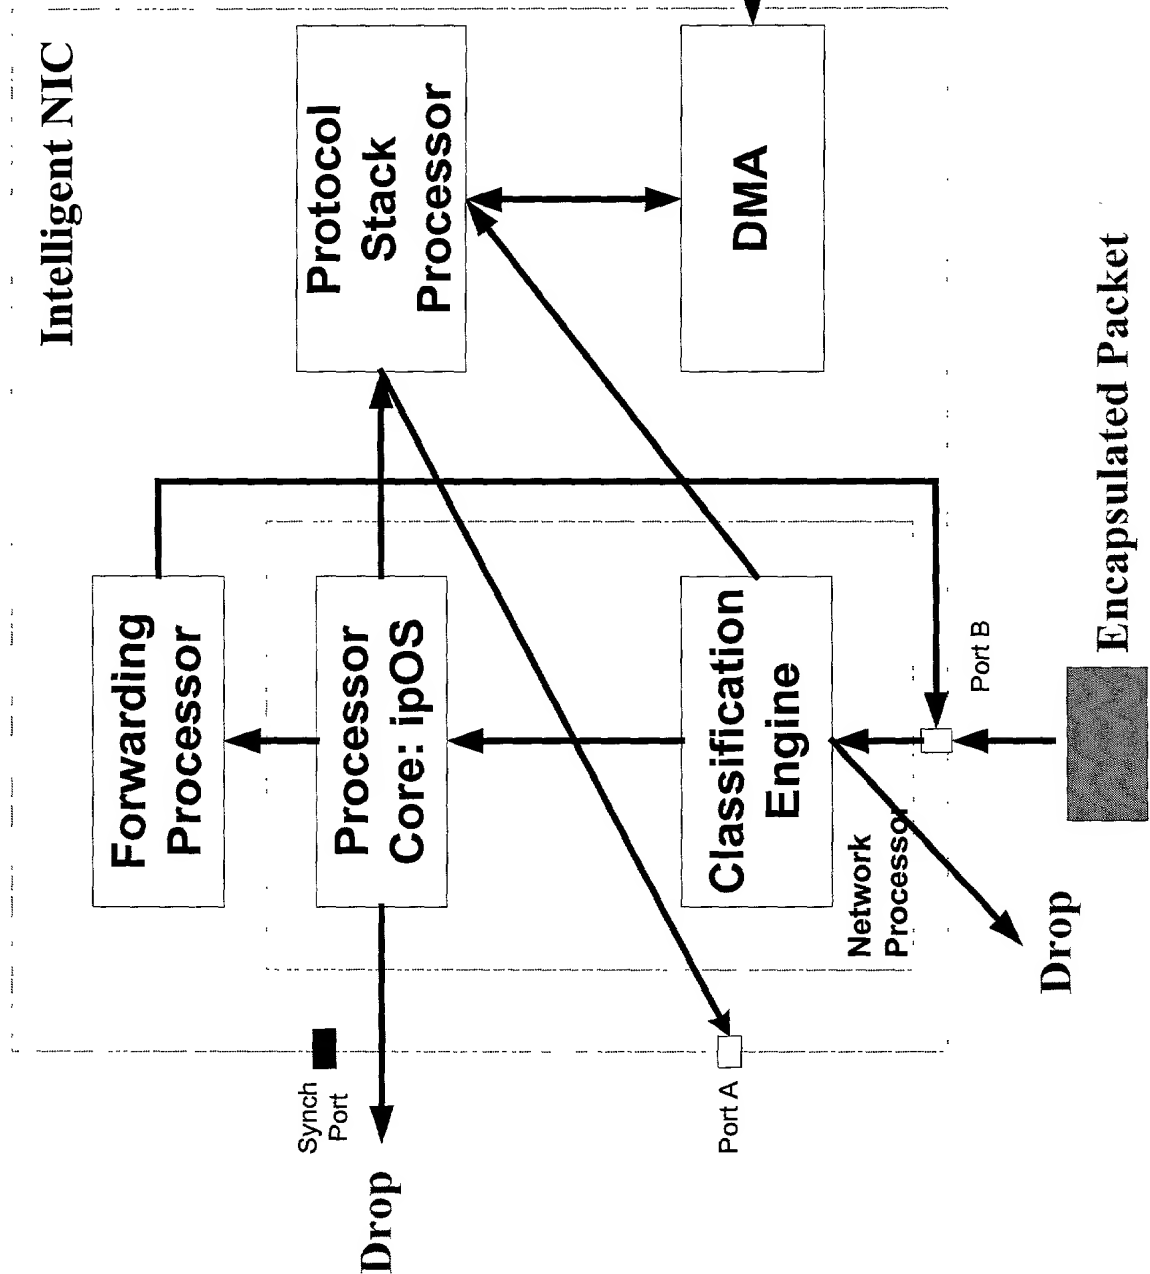 Intelligent NIC
Forwarding
Processor
Processor
Core: ipOS
Protocol
Stack
Processor
Classification
Engine
DMA
Network
Processor
Synch
Port
Port A
Port B
Drop
Drop
Encapsulated Packet